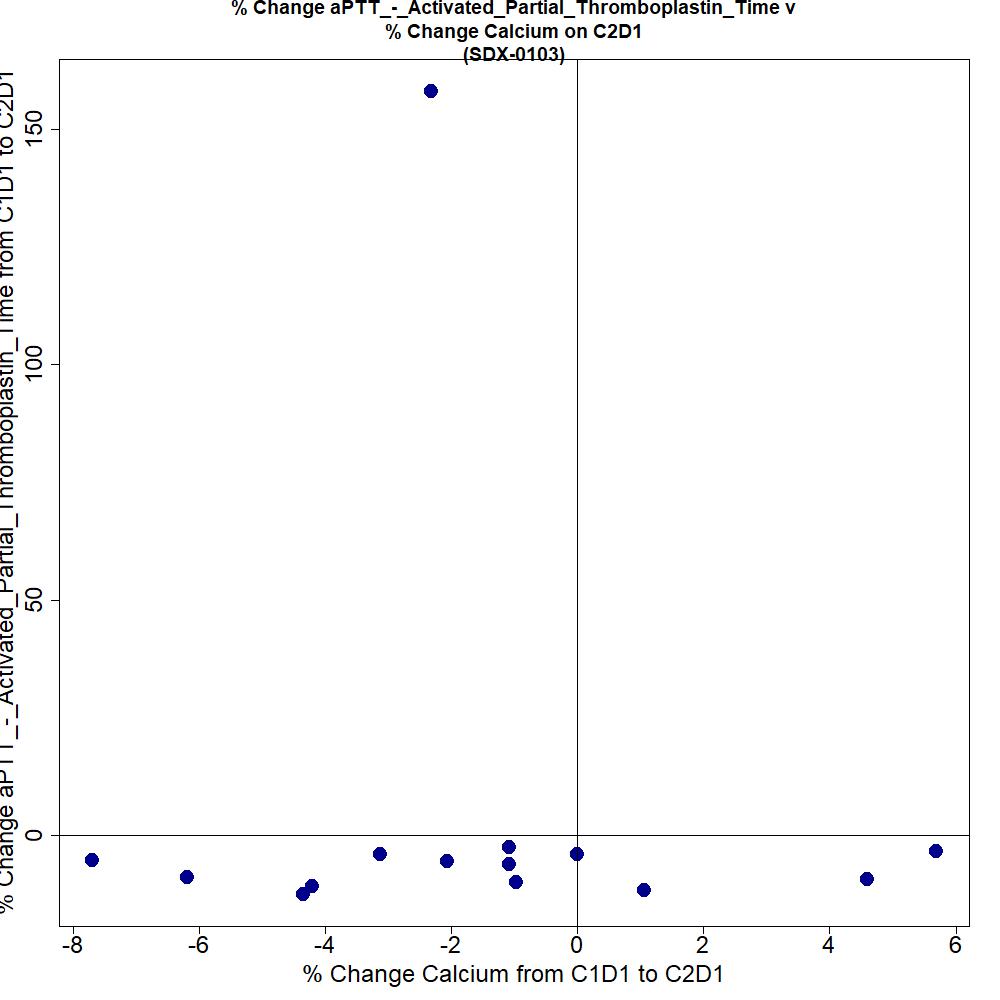 % Change aPTT_-_Activated_Partial_Thromboplastin_Time v
% Change Calcium on C2D1
(SDX-0103)
% Change aPTT_-_Activated_Partial_Thromboplastin_Time from C1D1 to C2D1
150
100
50
0
-8 -6 -4 -2 0 2 4 6
% Change Calcium from C1D1 to C2D1